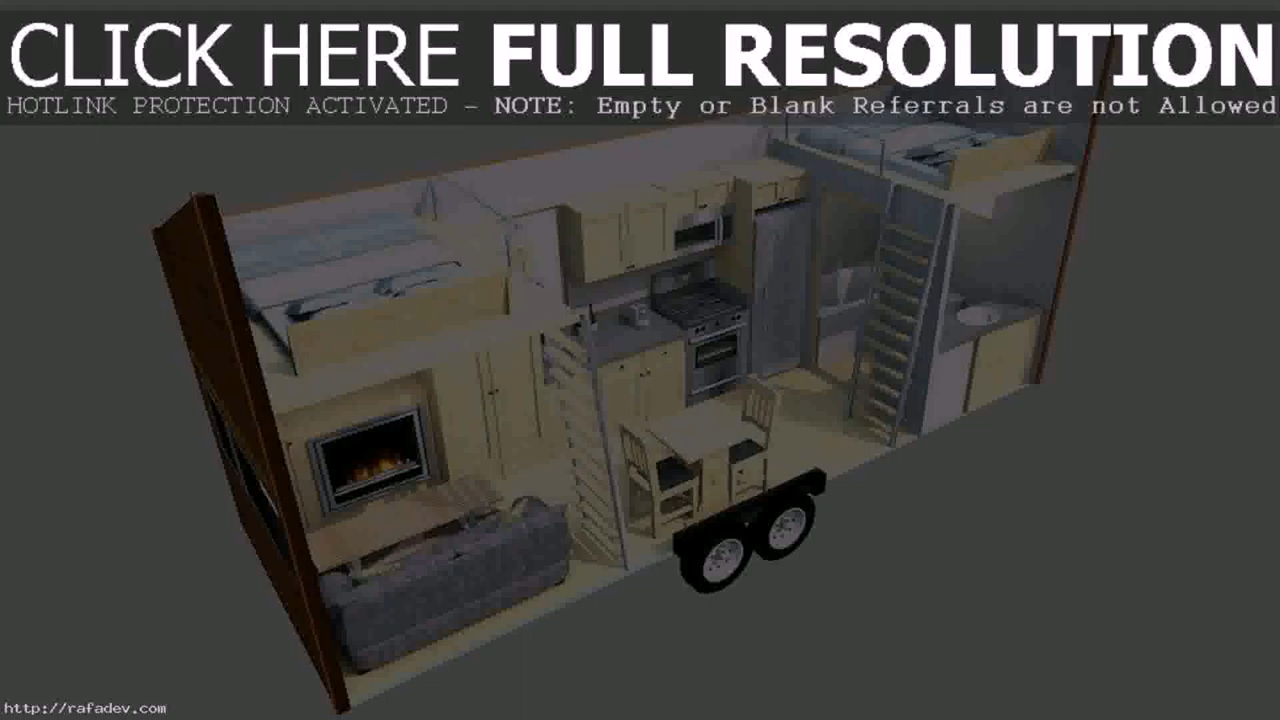 CLICK HERE FULL RESOLUTION
HOTLINK PROTECTION ACTIVATED - NOTE: Empty or Blank Referrals are not Allowed
http://rafadev.com